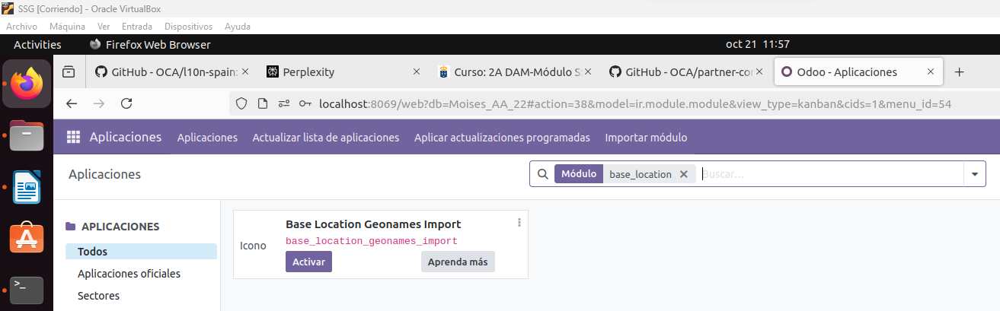 SSG [Corriendo] - Oracle VirtualBox
Archivo Máquina Ver Entrada Dispositivos Ayuda
Activities Firefox Web Browser oct 21 11:57
GitHub - OCA/l10n-spain: Perplexity Curso: 2A DAM-Módulo S GitHub - OCA/partner-con Odoo - Aplicaciones
localhost:8069/web?db=Moises_AA_22#action=38&model=ir.module.module&view_type=kanban&cids=1&menu_id=54
Aplicaciones Aplicaciones Actualizar lista de aplicaciones Aplicar actualizaciones programadas Importar módulo
Aplicaciones Módulo base_location Buscar...
APLICACIONES
Todos
Aplicaciones oficiales
Sectores
Base Location Geonames Import
Icono
base_location_geonames_import
Activar Aprenda más